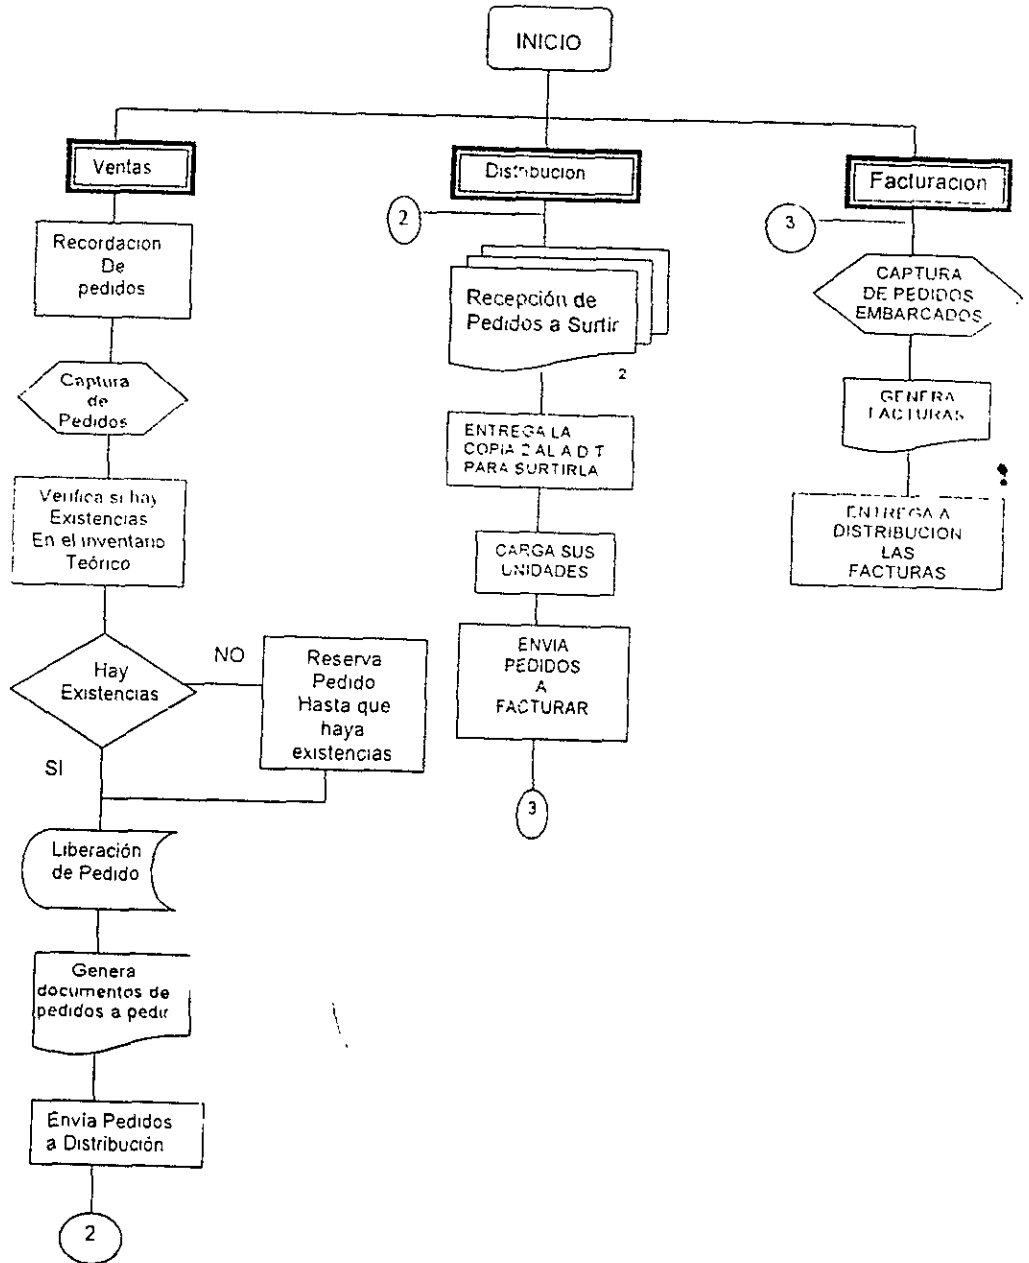 INICIO
Ventas
Recordacion
De
pedidos
Captura
de
Pedidos
Verifica si hay
Existencias
En el inventario
Teórico
Hay
Existencias
NO
SI
Reserva
Pedido
Hasta que
haya
existencias
Liberación
de Pedido
Genera
documentos de
pedidos a pedir
Envía Pedidos
a Distribución
2
Distribucion
2
Recepción de
Pedidos a Surtir
2
ENTREGA LA
COPIA 2 AL A D T
PARA SURTIRLA
CARGA SUS
UNIDADES
ENVIA
PEDIDOS
A
FACTURAR
3
Facturacion
3
CAPTURA
DE PEDIDOS
EMBARCADOS
GENERA
FACTURAS
ENTREGA A
DISTRIBUCION
LAS
FACTURAS